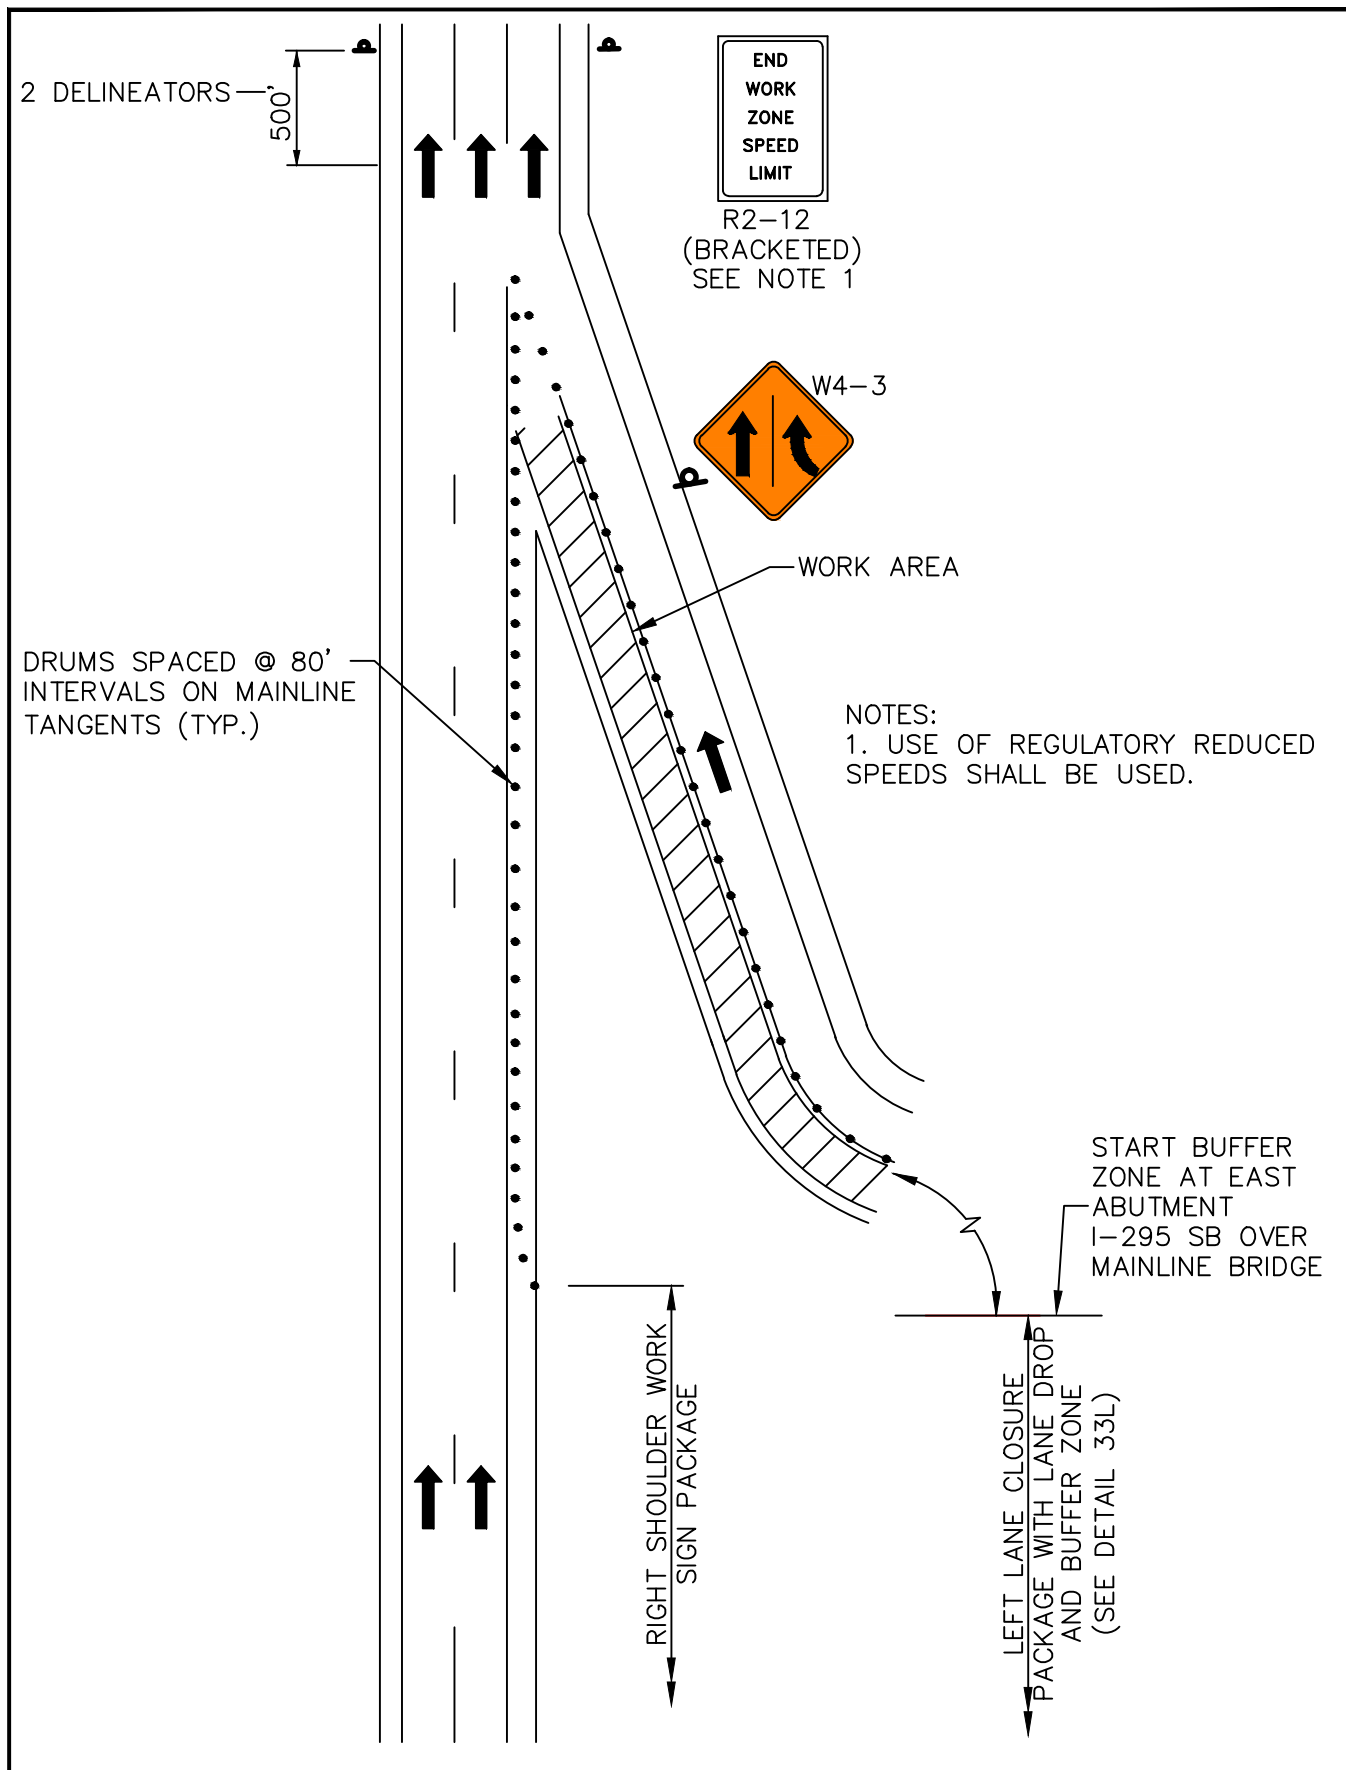 2 DELINEATORS
500'
END
WORK
ZONE
SPEED
LIMIT
R2-12
(BRACKETED)
SEE NOTE 1
W4-3
WORK AREA
DRUMS SPACED @ 80'
INTERVALS ON MAINLINE
TANGENTS (TYP.)
NOTES:
1. USE OF REGULATORY REDUCED
SPEEDS SHALL BE USED.
START BUFFER
ZONE AT EAST
ABUTMENT
I-295 SB OVER
MAINLINE BRIDGE
RIGHT SHOULDER WORK
SIGN PACKAGE
LEFT LANE CLOSURE
PACKAGE WITH LANE DROP
AND BUFFER ZONE
(SEE DETAIL 33L)